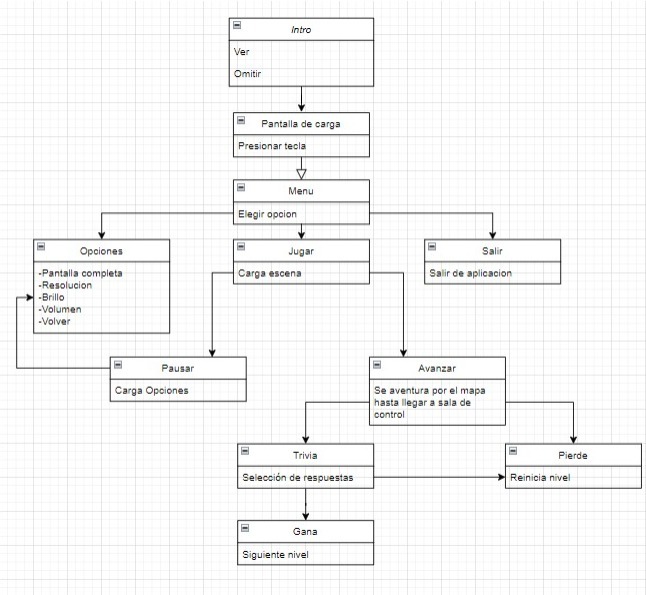 Intro
Ver
Omitir
Pantalla de carga
Presionar tecla
Menu
Elegir opcion
Opciones
-Pantalla completa
-Resolucion
-Brillo
-Volumen
-Volver
Jugar
Carga escena
Salir
Salir de aplicacion
Pausar
Carga Opciones
Avanzar
Se aventura por el mapa
hasta llegar a sala de
control
Trivia
Selección de respuestas
Pierde
Reinicia nivel
Gana
Siguiente nivel